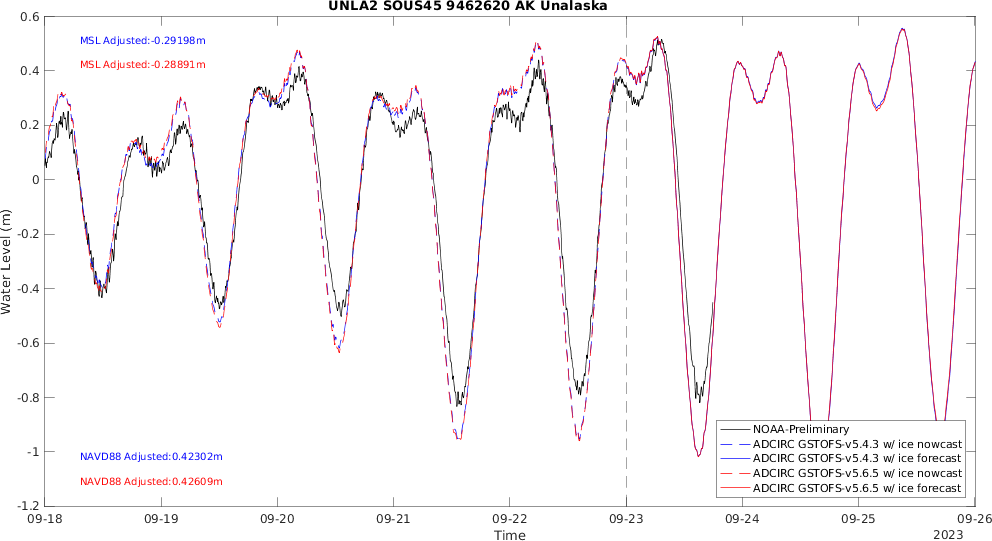 UNLA2 SOUS45 9462620 AK Unalaska
0.6
0.4
0.2
0
-0.2
-0.4
-0.6
-0.8
-1
-1.2
Water Level (m)
MSL Adjusted:-0.29198m
MSL Adjusted:-0.28891m
NAVD88 Adjusted:0.42302m
NAVD88 Adjusted:0.42609m
NOAA-Preliminary
ADCIRC GSTOFS-v5.4.3 w/ ice nowcast
ADCIRC GSTOFS-v5.4.3 w/ ice forecast
ADCIRC GSTOFS-v5.6.5 w/ ice nowcast
ADCIRC GSTOFS-v5.6.5 w/ ice forecast
09-18 09-19 09-20 09-21 09-22 09-23 09-24 09-25 09-26
Time
2023